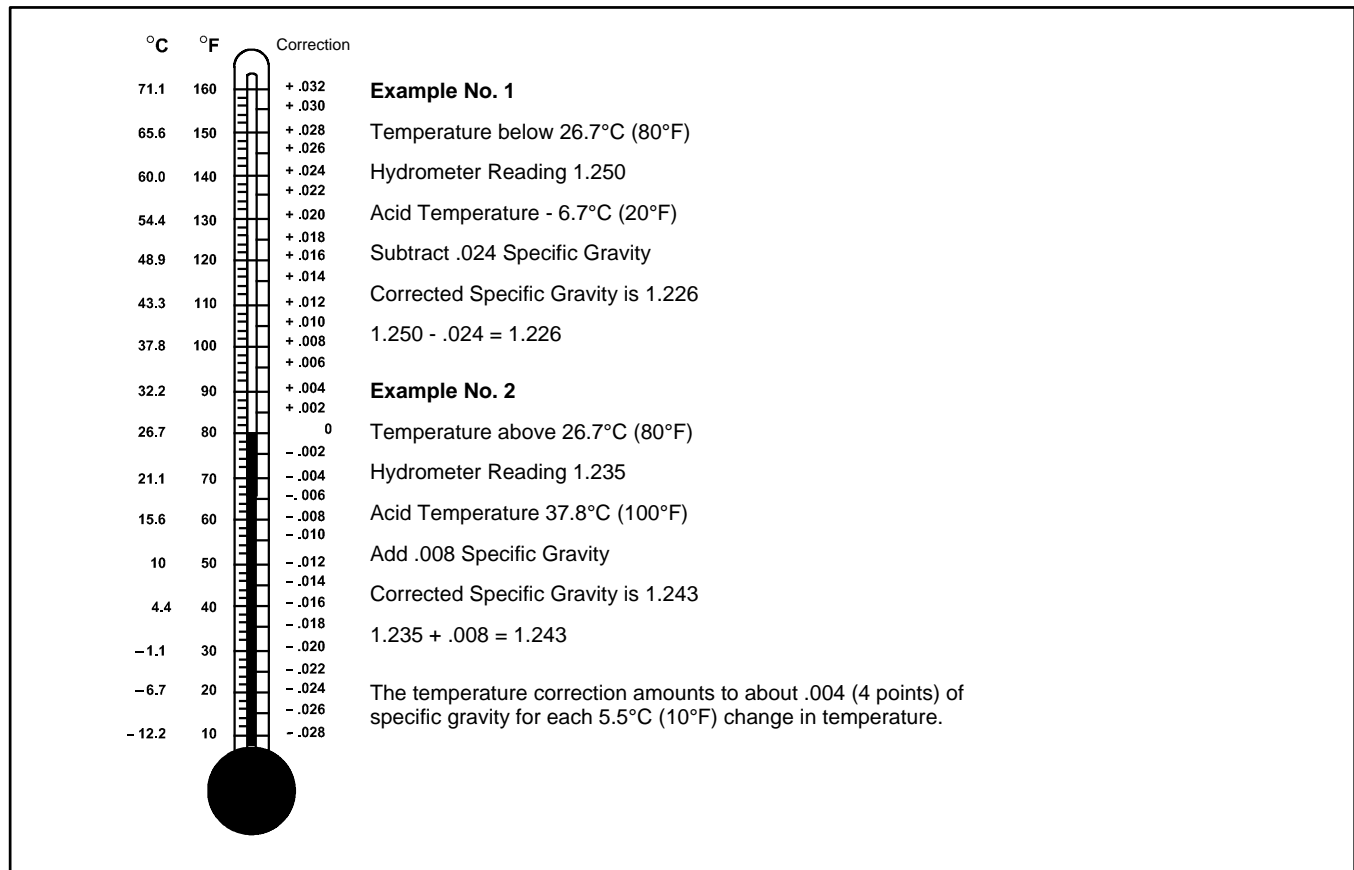 °C °F Correction
71.1 160 + .032
+ .030
65.6 150 + .028
+ .026
60.0 140 + .024
+ .022
54.4 130 + .020
+ .018
48.9 120 + .016
+ .014
43.3 110 + .012
+ .010
37.8 100 + .008
+ .006
32.2 90 + .004
+ .002
26.7 80 0
– .002
21.1 70 – .004
–. 006
15.6 60 – .008
– .010
10 50 – .012
– .014
4.4 40 – .016
– .018
–1.1 30 – .020
– .022
–6.7 20 – .024
– .026
– 12.2 10 – .028
Example No. 1
Temperature below 26.7°C (80°F)
Hydrometer Reading 1.250
Acid Temperature - 6.7°C (20°F)
Subtract .024 Specific Gravity
Corrected Specific Gravity is 1.226
1.250 - .024 = 1.226
Example No. 2
Temperature above 26.7°C (80°F)
Hydrometer Reading 1.235
Acid Temperature 37.8°C (100°F)
Add .008 Specific Gravity
Corrected Specific Gravity is 1.243
1.235 + .008 = 1.243
The temperature correction amounts to about .004 (4 points) of
specific gravity for each 5.5°C (10°F) change in temperature.